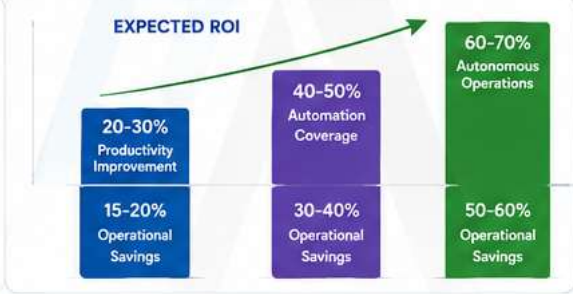 EXPECTED ROI
20-30%
Productivity
Improvement
15-20%
Operational
Savings
40-50%
Automation
Coverage
30-40%
Operational
Savings
60-70%
Autonomous
Operations
50-60%
Operational
Savings